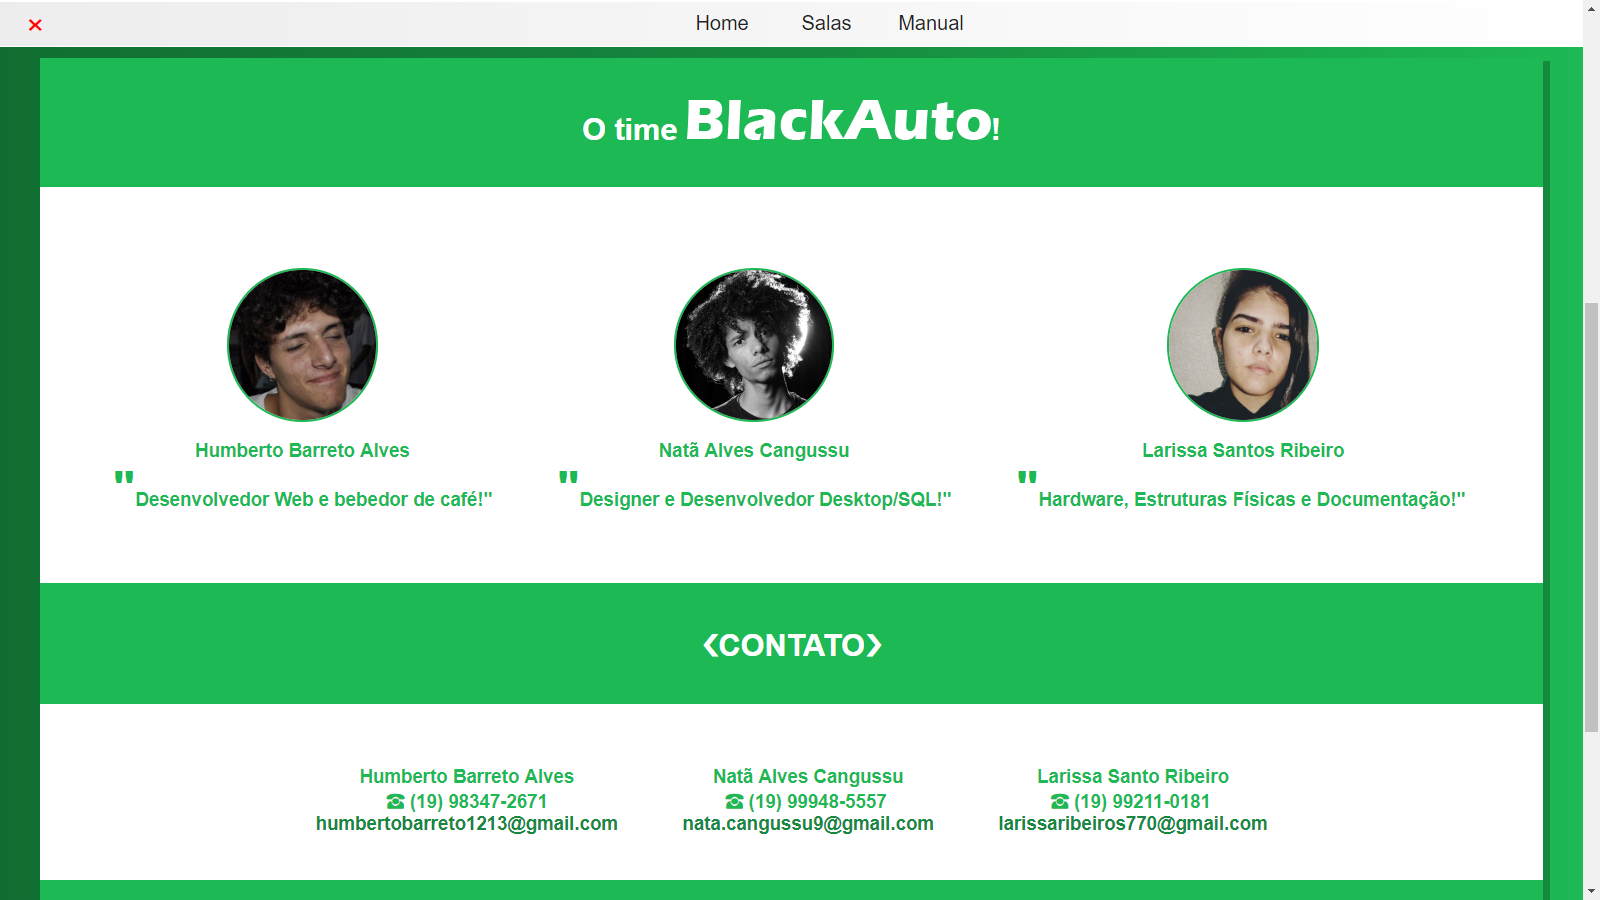 ✕ Home Salas Manual
O time BlackAuto!
Humberto Barreto Alves Natã Alves Cangussu Larissa Santos Ribeiro
"Desenvolvedor Web e bebedor de café!" "Designer e Desenvolvedor Desktop/SQL!" "Hardware, Estruturas Físicas e Documentação!"
❮CONTATO❯
Humberto Barreto Alves Natã Alves Cangussu Larissa Santo Ribeiro
☎ (19) 98347-2671 ☎ (19) 99948-5557 ☎ (19) 99211-0181
humbertobarreto1213@gmail.com nata.cangussu9@gmail.com larissaribeiros770@gmail.com